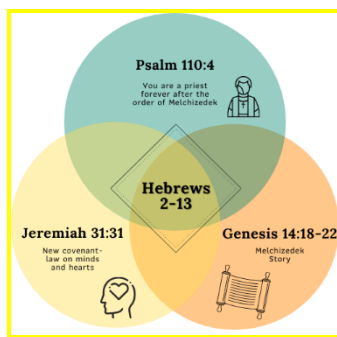 Psalm 110:4
You are a priest
forever after the
order of Melchizedek
Hebrews
2-13
Jeremiah 31:31
New covenant-
law on minds
and hearts
Genesis 14:18-22
Melchizedek
Story